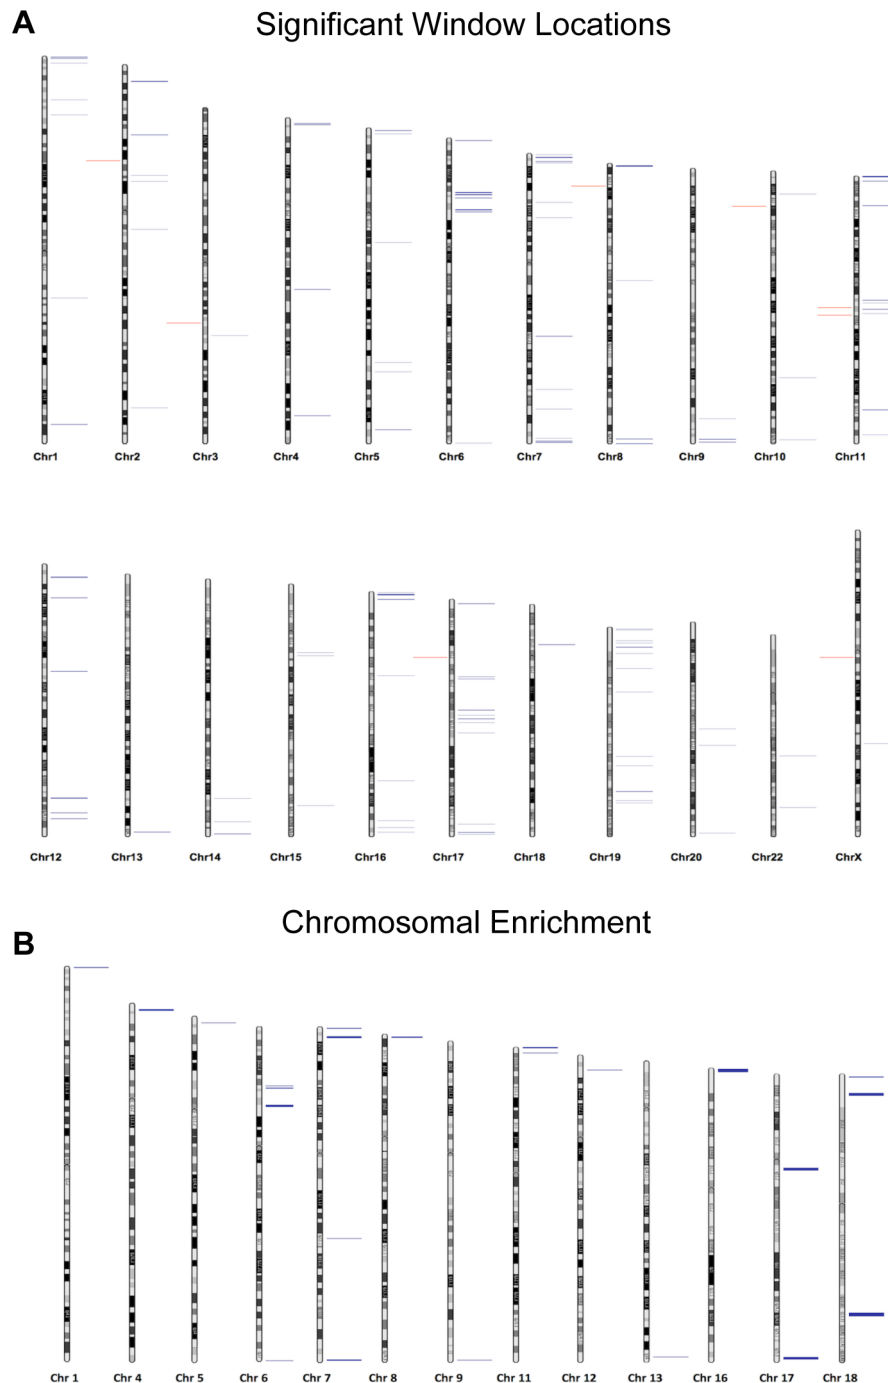 A
Significant Window Locations
Chr1 Chr2 Chr3 Chr4 Chr5 Chr6 Chr7 Chr8 Chr9 Chr10 Chr11
Chr12 Chr13 Chr14 Chr15 Chr16 Chr17 Chr18 Chr19 Chr20 Chr22 ChrX
Chromosomal Enrichment
B
Chr 1 Chr 4 Chr 5 Chr 6 Chr 7 Chr 8 Chr 9 Chr 11 Chr 12 Chr 13 Chr 16 Chr 17 Chr 18